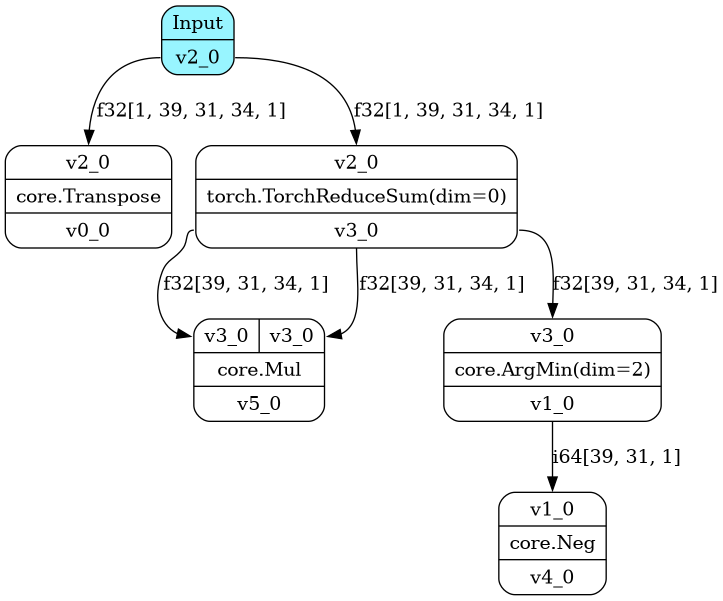 Input
v2_0
f32[1, 39, 31, 34, 1]
f32[1, 39, 31, 34, 1]
v2_0
core.Transpose
v0_0
v2_0
torch.TorchReduceSum(dim=0)
v3_0
f32[39, 31, 34, 1]
f32[39, 31, 34, 1]
f32[39, 31, 34, 1]
v3_0 v3_0
core.Mul
v5_0
v3_0
core.ArgMin(dim=2)
v1_0
i64[39, 31, 1]
v1_0
core.Neg
v4_0